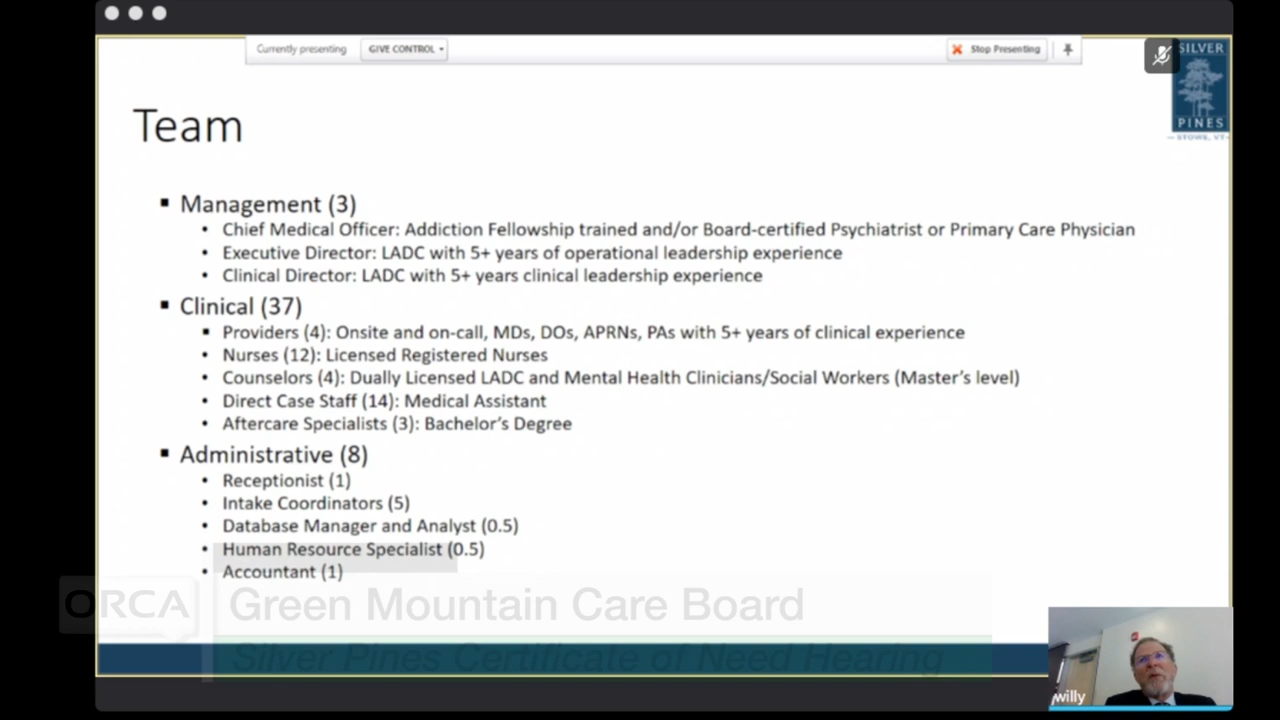 Currently presenting GIVE CONTROL Stop Presenting
SILVER
PINES
STOWE, VT
Team
Management (3)
Chief Medical Officer: Addiction Fellowship trained and/or Board-certified Psychiatrist or Primary Care Physician
Executive Director: LADC with 5+ years of operational leadership experience
Clinical Director: LADC with 5+ years clinical leadership experience
Clinical (37)
Providers (4): Onsite and on-call, MDs, DOs, APRNs, PAs with 5+ years of clinical experience
Nurses (12): Licensed Registered Nurses
Counselors (4): Dually Licensed LADC and Mental Health Clinicians/Social Workers (Master's level)
Direct Case Staff (14): Medical Assistant
Aftercare Specialists (3): Bachelor's Degree
Administrative (8)
Receptionist (1)
Intake Coordinators (5)
Database Manager and Analyst (0.5)
Human Resource Specialist (0.5)
Accountant (1)
ORCA
Green Mountain Care Board
Silver Pines Certificate of Need Hearing
willy